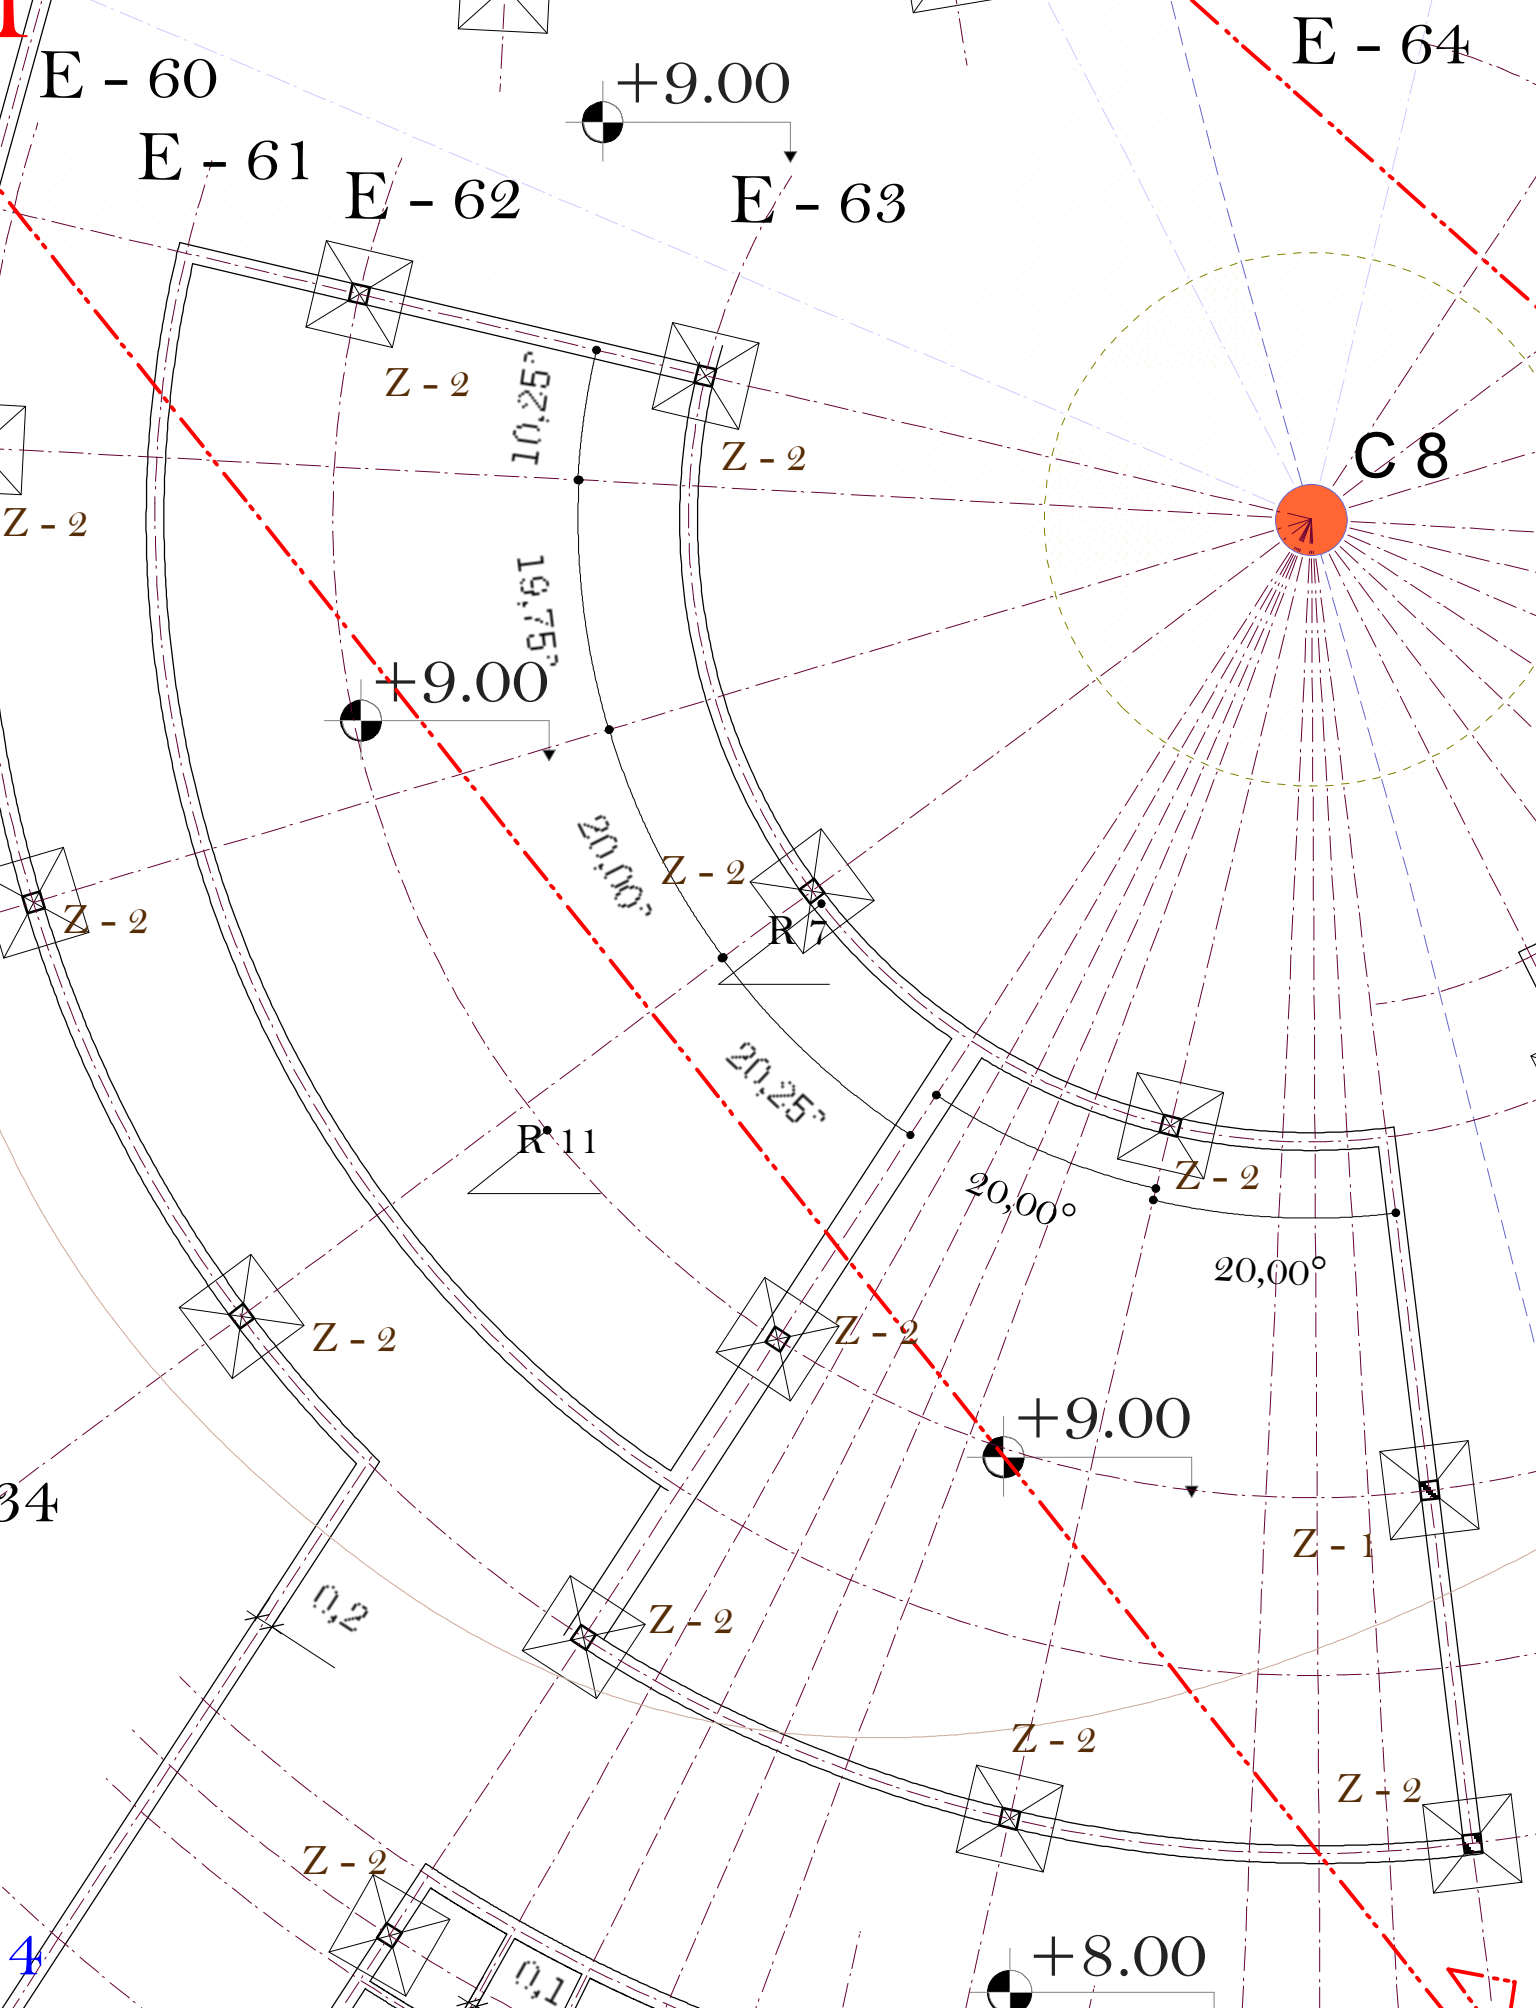 E - 60
E - 64
+9.00
E - 61
E - 62
E - 63
Z - 2
10,25°
C 8
Z - 2
Z - 2
19,75°
+9.00
20,00°
Z - 2
Z - 2
R 7
20,25°
R 11
20,00°
Z - 2
20,00°
Z - 2
Z - 2
+9.00
34
Z - 1
0,2
Z - 2
Z - 2
Z - 2
Z - 2
4
+8.00
0,1